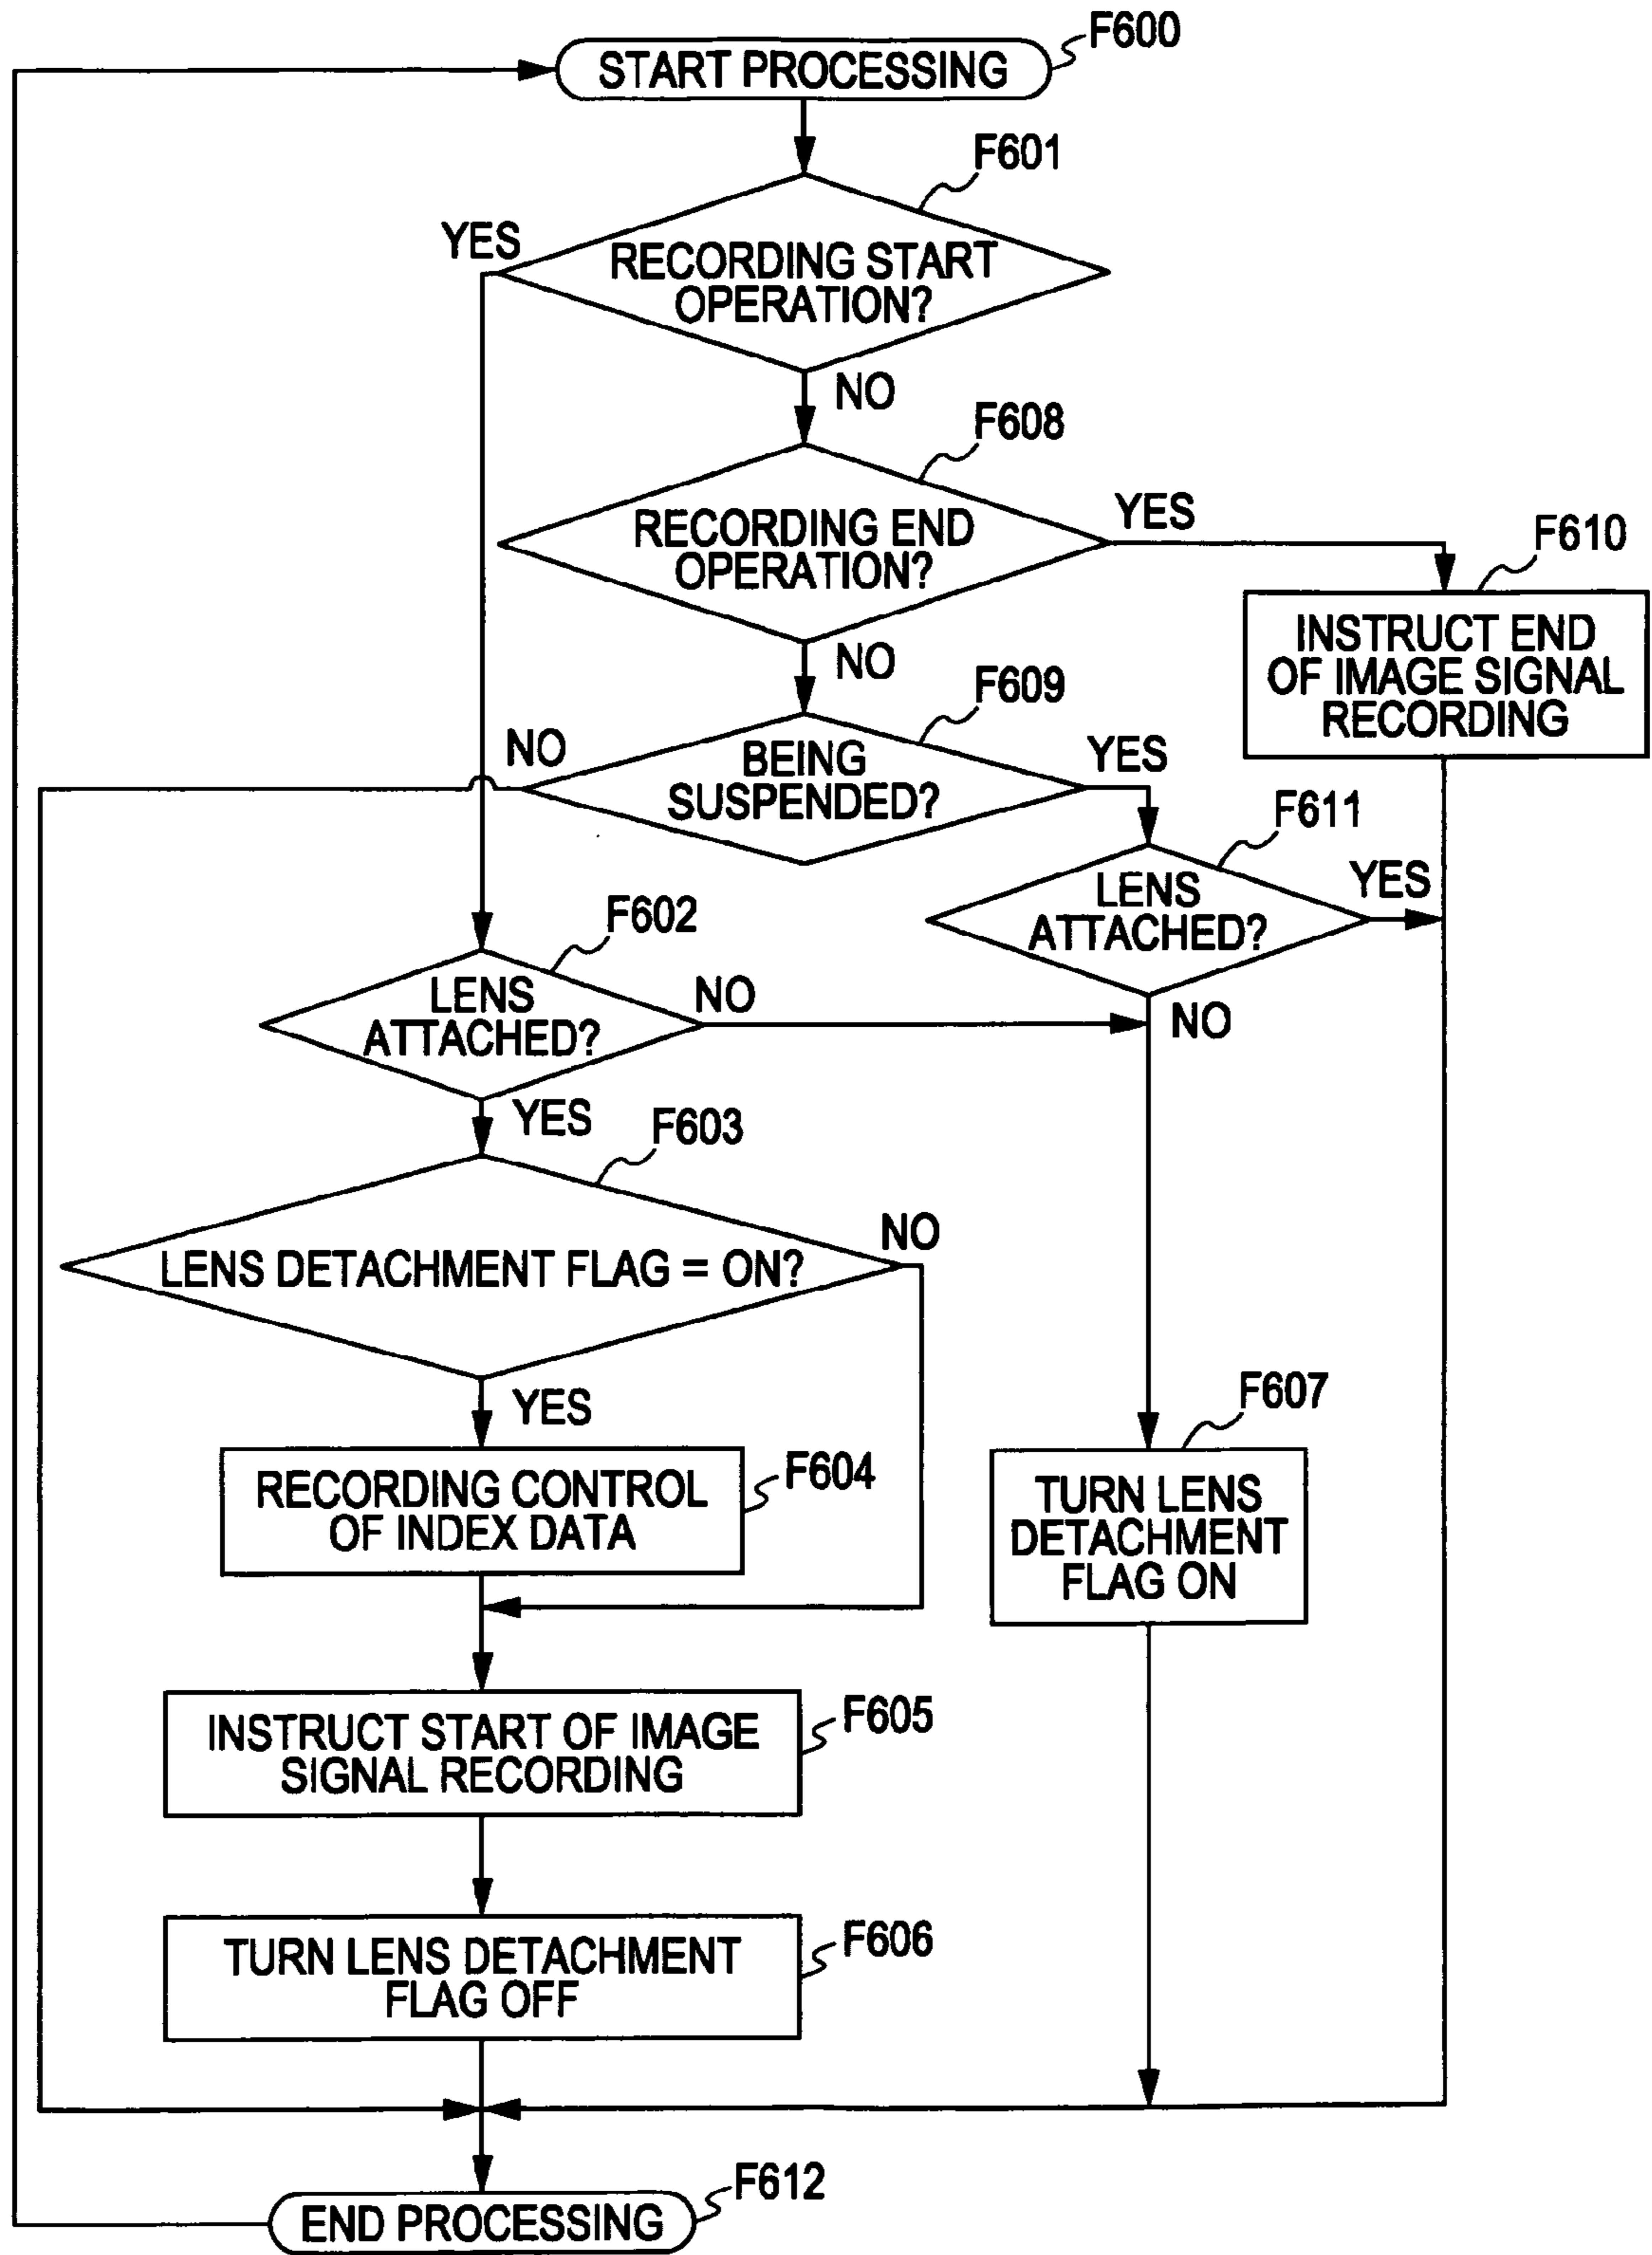 F600
START PROCESSING
F601
YES
RECORDING START
OPERATION?
NO
F608
RECORDING END
OPERATION?
YES
F610
INSTRUCT END
OF IMAGE SIGNAL
RECORDING
NO
F609
NO
BEING
SUSPENDED?
YES
F611
LENS
ATTACHED?
YES
F602
LENS
ATTACHED?
NO
NO
YES
F603
NO
LENS DETACHMENT FLAG = ON?
YES
F607
TURN LENS
DETACHMENT
FLAG ON
F604
RECORDING CONTROL
OF INDEX DATA
F605
INSTRUCT START OF IMAGE
SIGNAL RECORDING
F606
TURN LENS DETACHMENT
FLAG OFF
F612
END PROCESSING